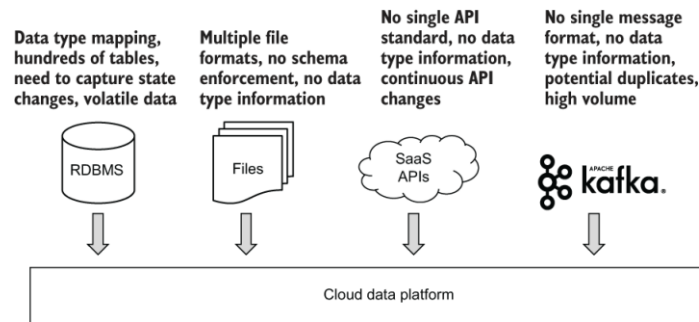 Data type mapping,
hundreds of tables,
need to capture state
changes, volatile data
Multiple file
formats, no schema
enforcement, no data
type information
No single API
standard, no data
type information,
continuous API
changes
No single message
format, no data
type information,
potential duplicates,
high volume
RDBMS
Files
SaaS
APIs
APACHE
kafka®
Cloud data platform